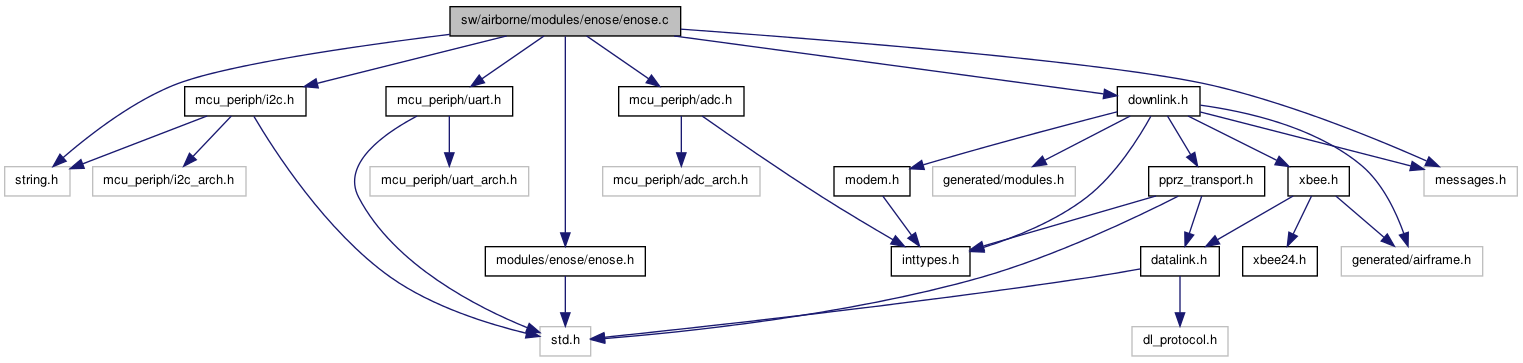 sw/airborne/modules/enose/enose.c
mcu_periph/i2c.h
mcu_periph/uart.h
mcu_periph/adc.h
downlink.h
string.h
mcu_periph/i2c_arch.h
mcu_periph/uart_arch.h
mcu_periph/adc_arch.h
modem.h
generated/modules.h
pprz_transport.h
xbee.h
messages.h
modules/enose/enose.h
inttypes.h
datalink.h
xbee24.h
generated/airframe.h
std.h
dl_protocol.h